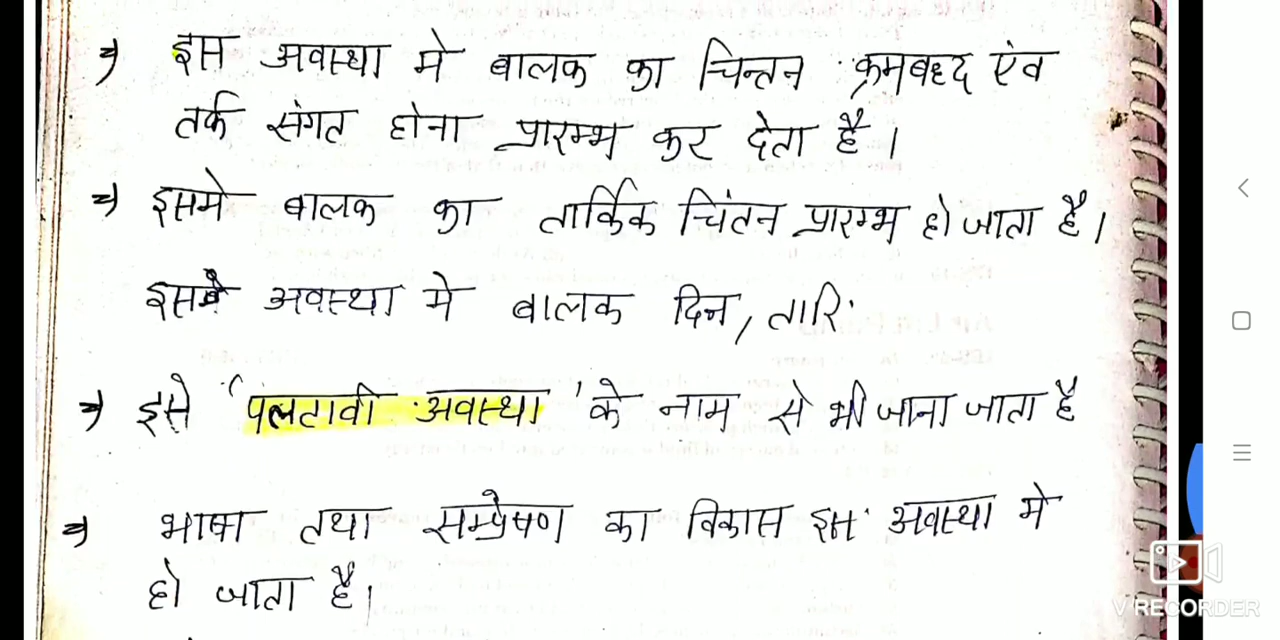 ⇒ इस अवस्था मे बालक का चिन्तन क्रमबद्द एंव
तर्क संगत होना प्रारम्भ कर देता है।
⇒ इसमे बालक का तार्किक चिंतन प्रारम्भ हो जाता है।
अवस्था मे बालक दिन, तारि
⇒ इसे 'पलटावी अवस्था' के नाम से भी जाना जाता है
⇒ भाषा तथा सम्प्रेषण का विकास इस अवस्था मे
हो जाता है।
V RECORDER